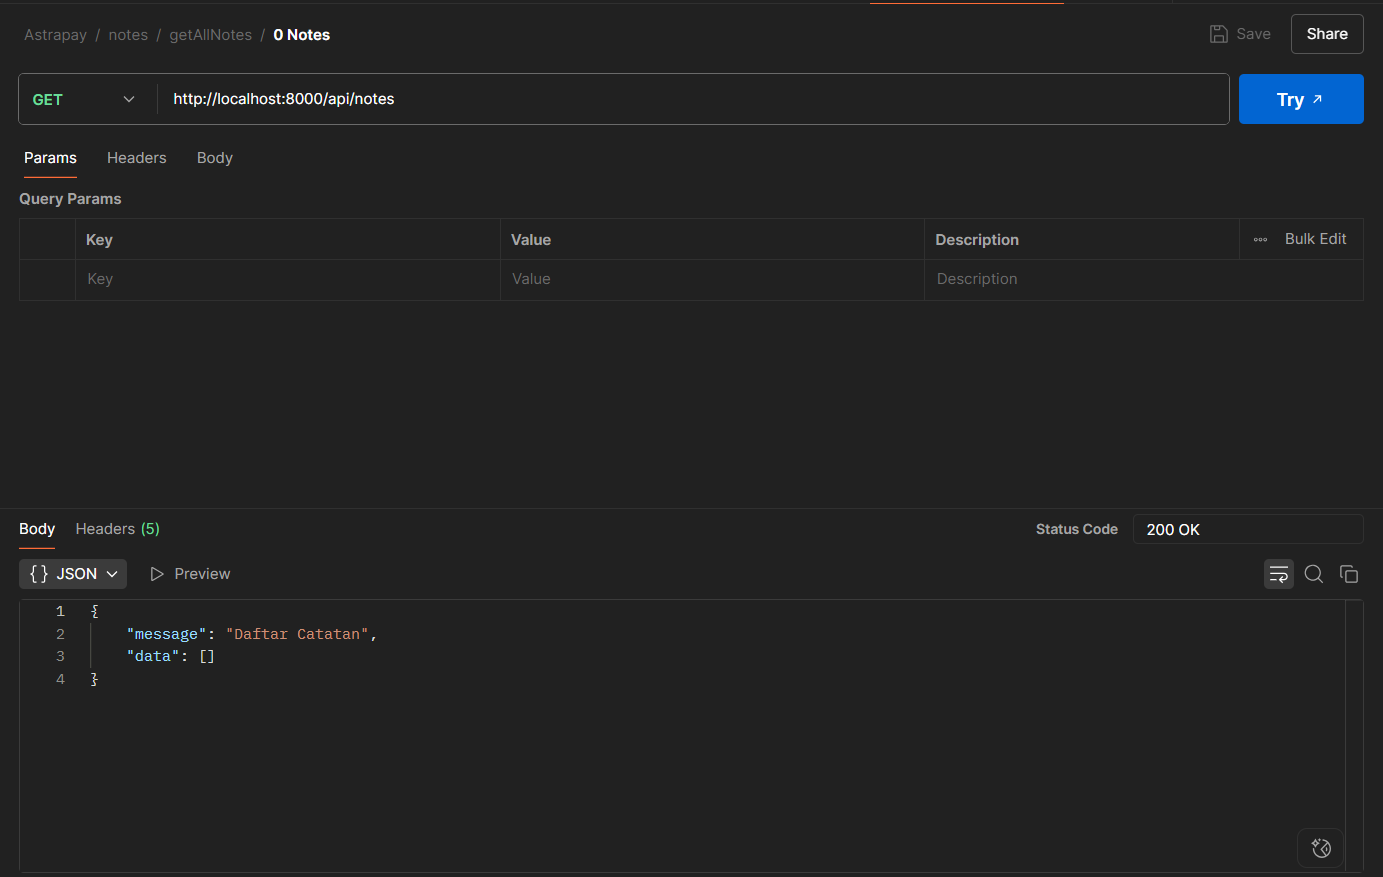 Astrapay / notes / getAllNotes / 0 Notes
Save
Share
GET
http://localhost:8000/api/notes
Try
Params Headers Body
Query Params
Key Value Description Bulk Edit
Key Value Description
Body Headers (5)
Status Code 200 OK
{} JSON Preview
1 {
2 "message": "Daftar Catatan",
3 "data": []
4 }